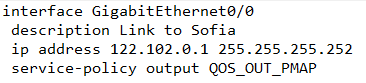 interface GigabitEthernet0/0
description Link to Sofia
ip address 122.102.0.1 255.255.255.252
service-policy output QOS_OUT_PMAP